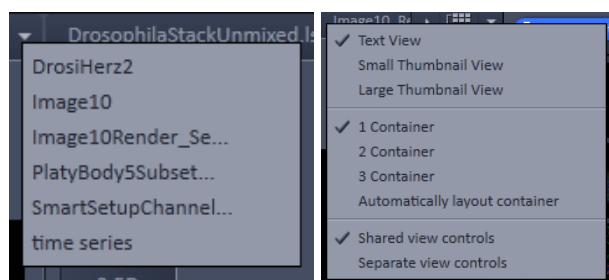 DrosophilaStackUnmixed.ls
DrosiHerz2
Image10
Image10Render_Se...
PlatyBody5Subset...
SmartSetupChannel...
time series
Image10_Re
Text View
Small Thumbnail View
Large Thumbnail View
1 Container
2 Container
3 Container
Automatically layout container
Shared view controls
Separate view controls